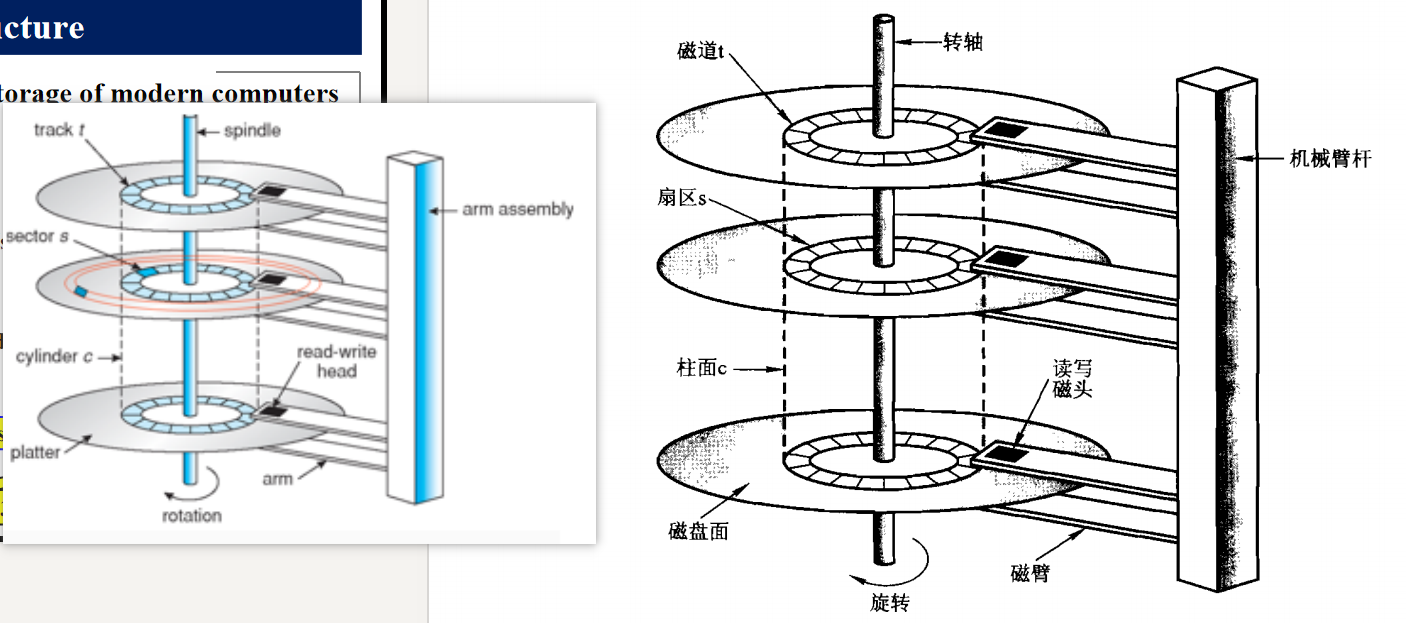 cture
torage of modern computers
track t
spindle
arm assembly
sector s
cylinder c
read-write
head
platter
arm
rotation
磁道t
转轴
机械臂杆
扇区s
柱面c
读写
磁头
磁盘面
磁臂
旋转